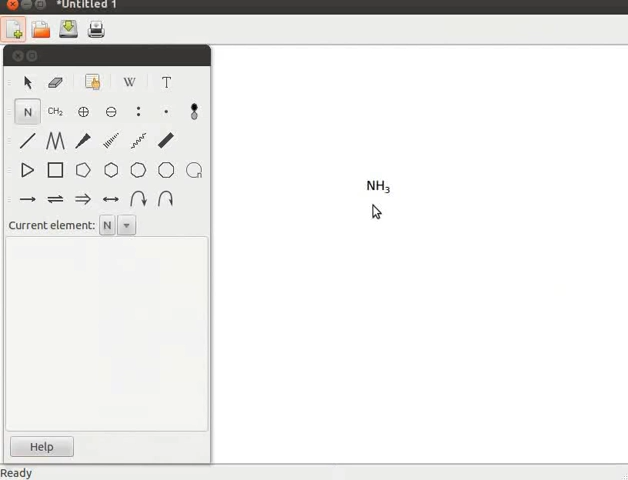 *Untitled 1
W T
N CH₂
n
NH₃
Current element: N
Help
Ready